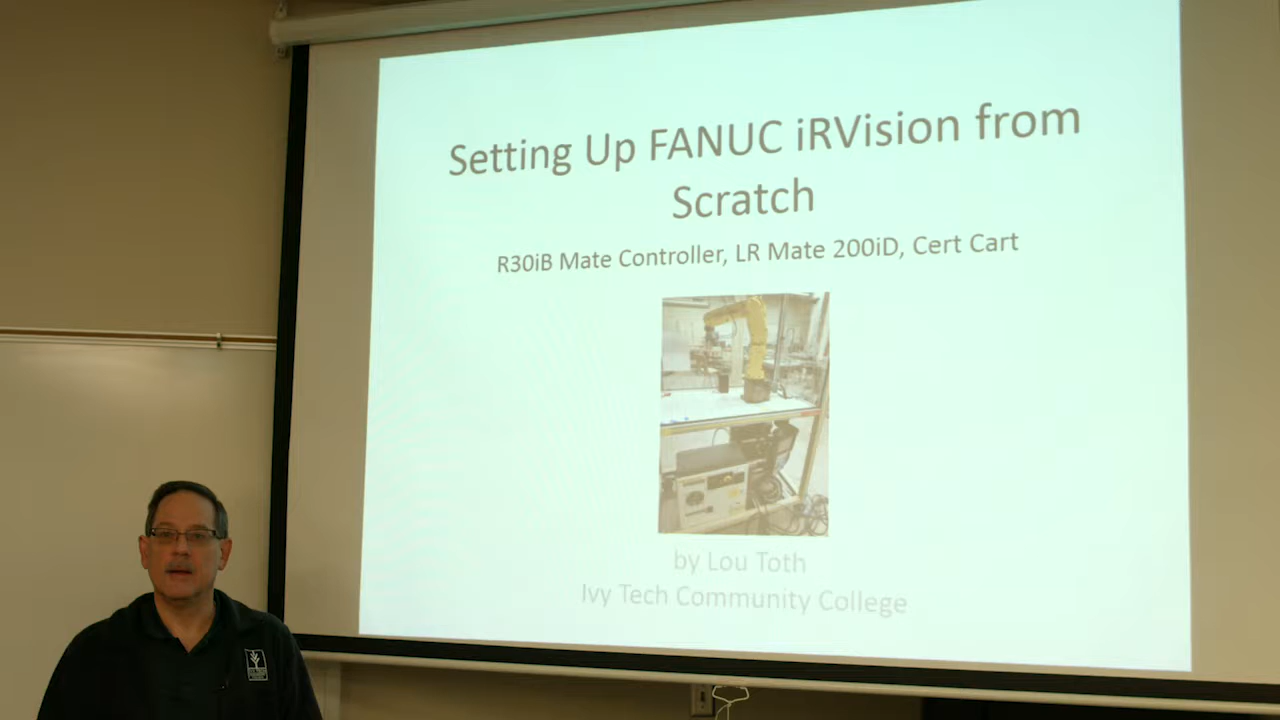 Setting Up FANUC iRVision from
Scratch
R30iB Mate Controller, LR Mate 200iD, Cert Cart
by Lou Toth
Ivy Tech Community College